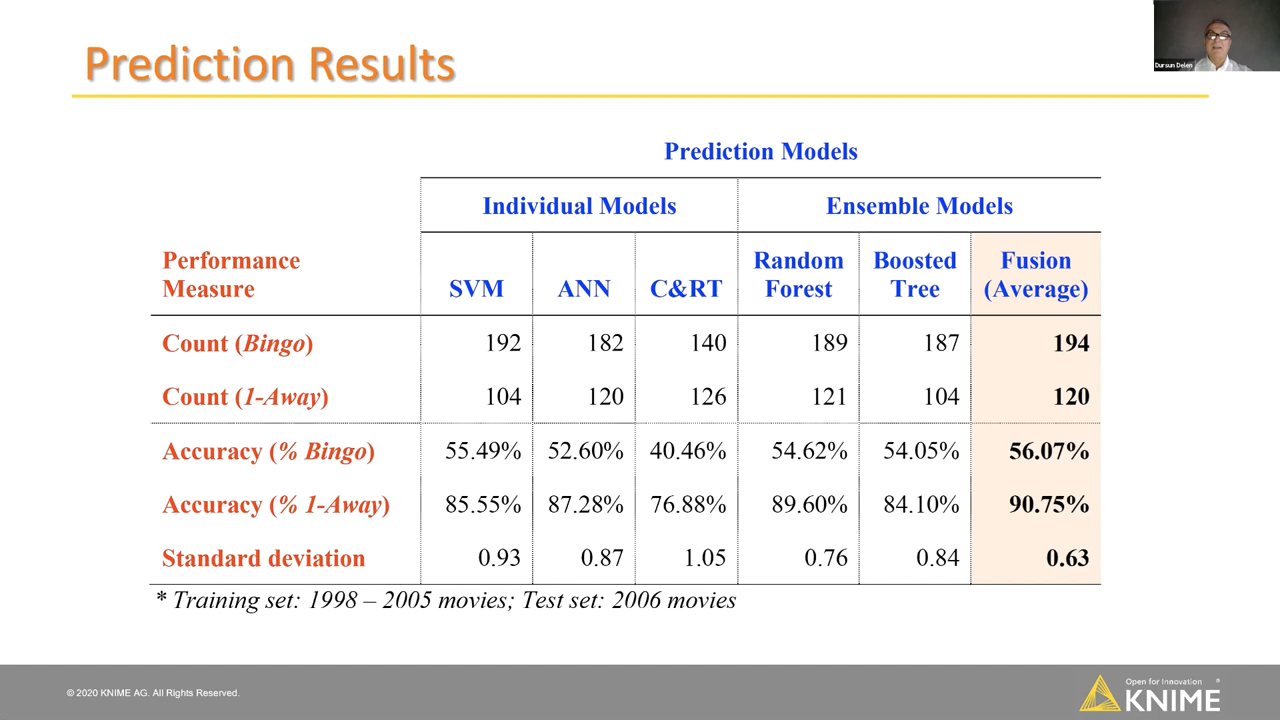 Prediction Results
Dursun Delen
Prediction Models
Individual Models Ensemble Models
Performance Measure SVM ANN C&RT Random Forest Boosted Tree Fusion (Average)
Count (Bingo) 192 182 140 189 187 194
Count (1-Away) 104 120 126 121 104 120
Accuracy (% Bingo) 55.49% 52.60% 40.46% 54.62% 54.05% 56.07%
Accuracy (% 1-Away) 85.55% 87.28% 76.88% 89.60% 84.10% 90.75%
Standard deviation 0.93 0.87 1.05 0.76 0.84 0.63
* Training set: 1998 – 2005 movies; Test set: 2006 movies
© 2020 KNIME AG. All Rights Reserved.
Open for Innovation ®
KNIME